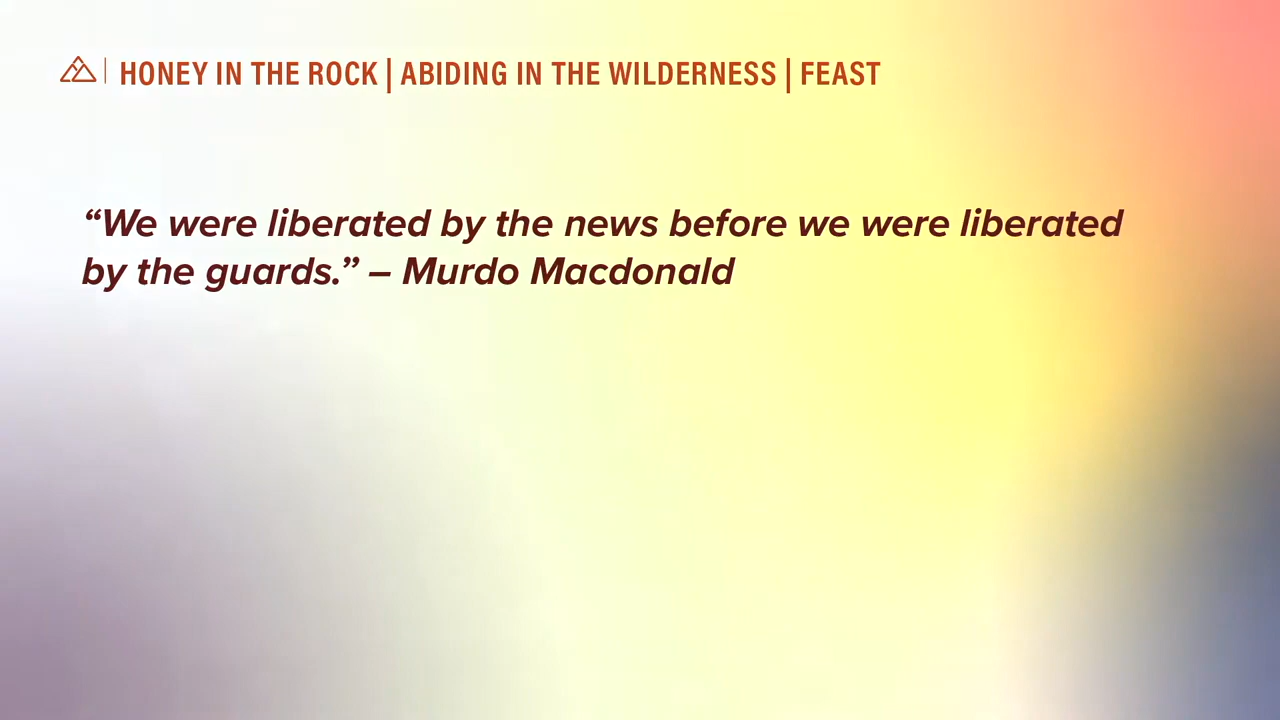 HONEY IN THE ROCK | ABIDING IN THE WILDERNESS | FEAST
“We were liberated by the news before we were liberated
by the guards.” – Murdo Macdonald